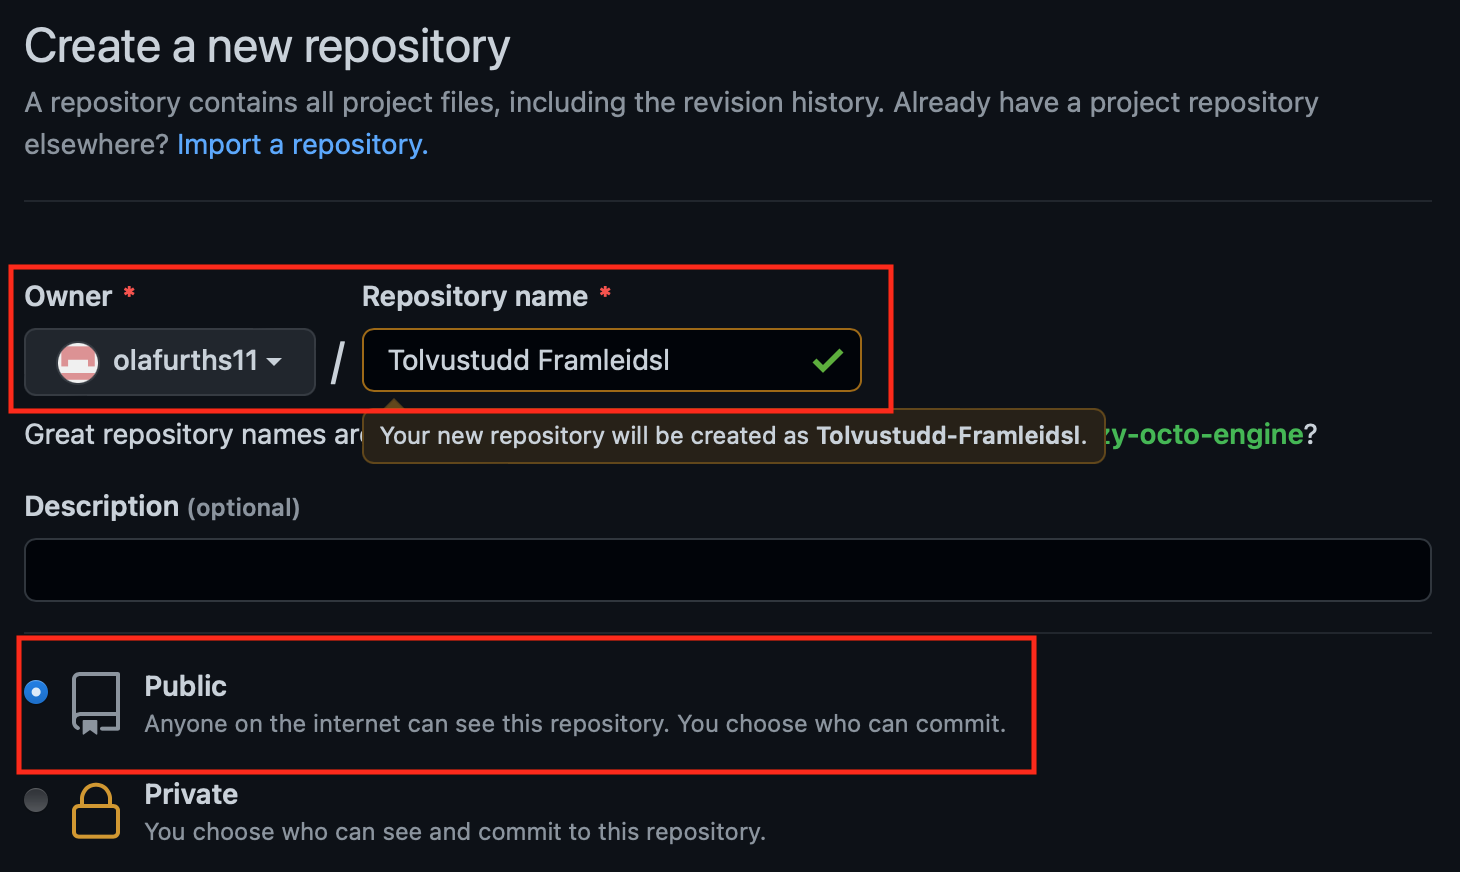 Create a new repository
A repository contains all project files, including the revision history. Already have a project repository
elsewhere? Import a repository.
Owner *
Repository name *
olafurths11
/
Tolvustudd Framleidsl
Great repository names
Your new repository will be created as Tolvustudd-Framleidsl.
-octo-engine?
Description (optional)
Public
Anyone on the internet can see this repository. You choose who can commit.
Private
You choose who can see and commit to this repository.